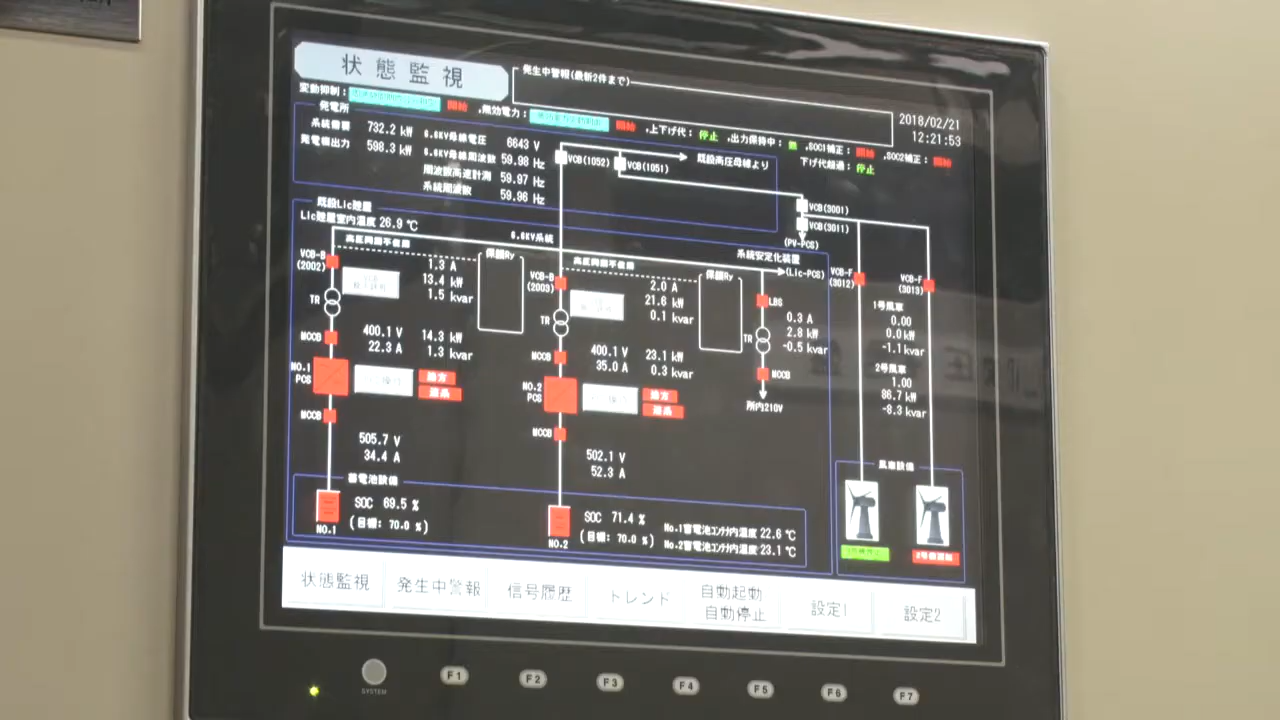 状態監視
発生中警報(最新2件まで)
2018/02/21
12:21:53
変動抑制:
開始
,無効電力:
開始
,上下げ代: 停止
,出力保持中: 無
,SOC1補正: 開始
,SOC2補正: 開始
下げ代超過: 停止
発電所
系統需要 732.2 kW
発電機出力 598.3 kW
6.6KV母線電圧 6643 V
6.6KV母線周波数 59.98 Hz
周波数高速計測 59.97 Hz
系統周波数 59.96 Hz
VCB(1052)
VCB(1051)
既設高圧母線より
VCB(3001)
VCB(3011)
(PV-PCS)
既設Lic建屋
Lic建屋室内温度 26.9 ℃
6.6KV系統
系統安定化装置
(Lic-PCS)
VCB-B
(2002)
1.3 A
13.4 kW
1.5 kvar
保護Ry
TR
MCCB
400.1 V
22.3 A
14.3 kW
1.3 kvar
NO.1
PCS
MCCB
505.7 V
34.4 A
VCB-B
(2003)
2.0 A
21.6 kW
0.1 kvar
保護Ry
TR
MCCB
400.1 V
35.0 A
23.1 kW
0.3 kvar
NO.2
PCS
MCCB
502.1 V
52.3 A
LBS
0.3 A
2.8 kW
-0.5 kvar
TR
MCCB
所内210V
VCB-F
(3012)
VCB-F
(3013)
1号風車
0.00
0.0 kW
-1.1 kvar
2号風車
1.00
86.7 kW
-8.3 kvar
風車設備
蓄電池設備
SOC 69.5 %
(目標: 70.0 %)
NO.1
SOC 71.4 %
(目標: 70.0 %)
NO.2
No.1蓄電池コンテナ内温度 22.6 ℃
No.2蓄電池コンテナ内温度 23.1 ℃
状態監視
発生中警報
信号履歴
トレンド
自動起動
自動停止
設定1
設定2
SYSTEM
F1
F2
F3
F4
F5
F6
F7